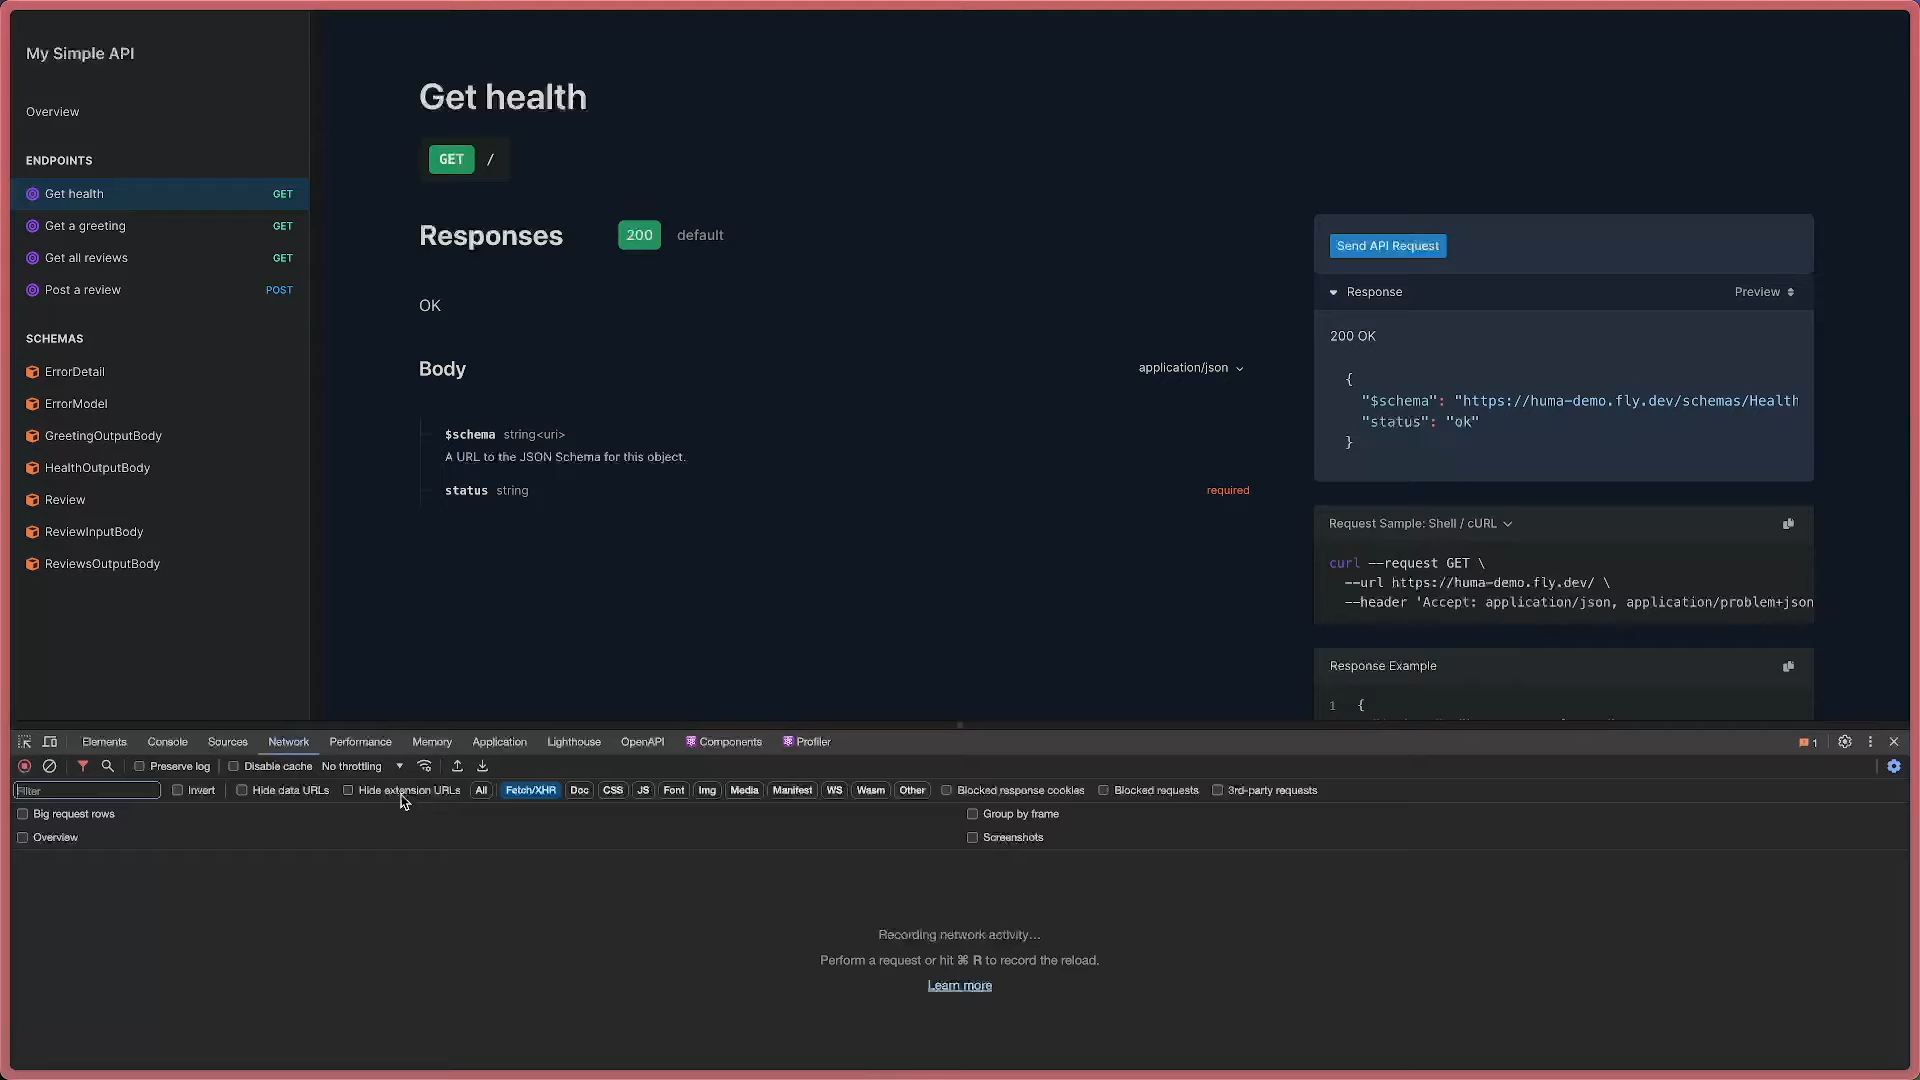 My Simple API
Overview
ENDPOINTS
Get health GET
Get a greeting GET
Get all reviews GET
Post a review POST
SCHEMAS
ErrorDetail
ErrorModel
GreetingOutputBody
HealthOutputBody
Review
ReviewInputBody
ReviewsOutputBody
Get health
GET /
Responses 200 default
OK
Body application/json
$schema string<uri>
A URL to the JSON Schema for this object.
status string required
Send API Request
Response Preview
200 OK
{
"$schema": "https://huma-demo.fly.dev/schemas/Health
"status": "ok"
}
Request Sample: Shell / cURL
curl --request GET \
--url https://huma-demo.fly.dev/ \
--header 'Accept: application/json, application/problem+json
Response Example
1 {
Elements Console Sources Network Performance Memory Application Lighthouse OpenAPI Components Profiler 1
Preserve log Disable cache No throttling
Filter Invert Hide data URLs Hide extension URLs All Fetch/XHR Doc CSS JS Font Img Media Manifest WS Wasm Other Blocked response cookies Blocked requests 3rd-party requests
Big request rows Group by frame
Overview Screenshots
Recording network activity…
Perform a request or hit ⌘ R to record the reload.
Learn more